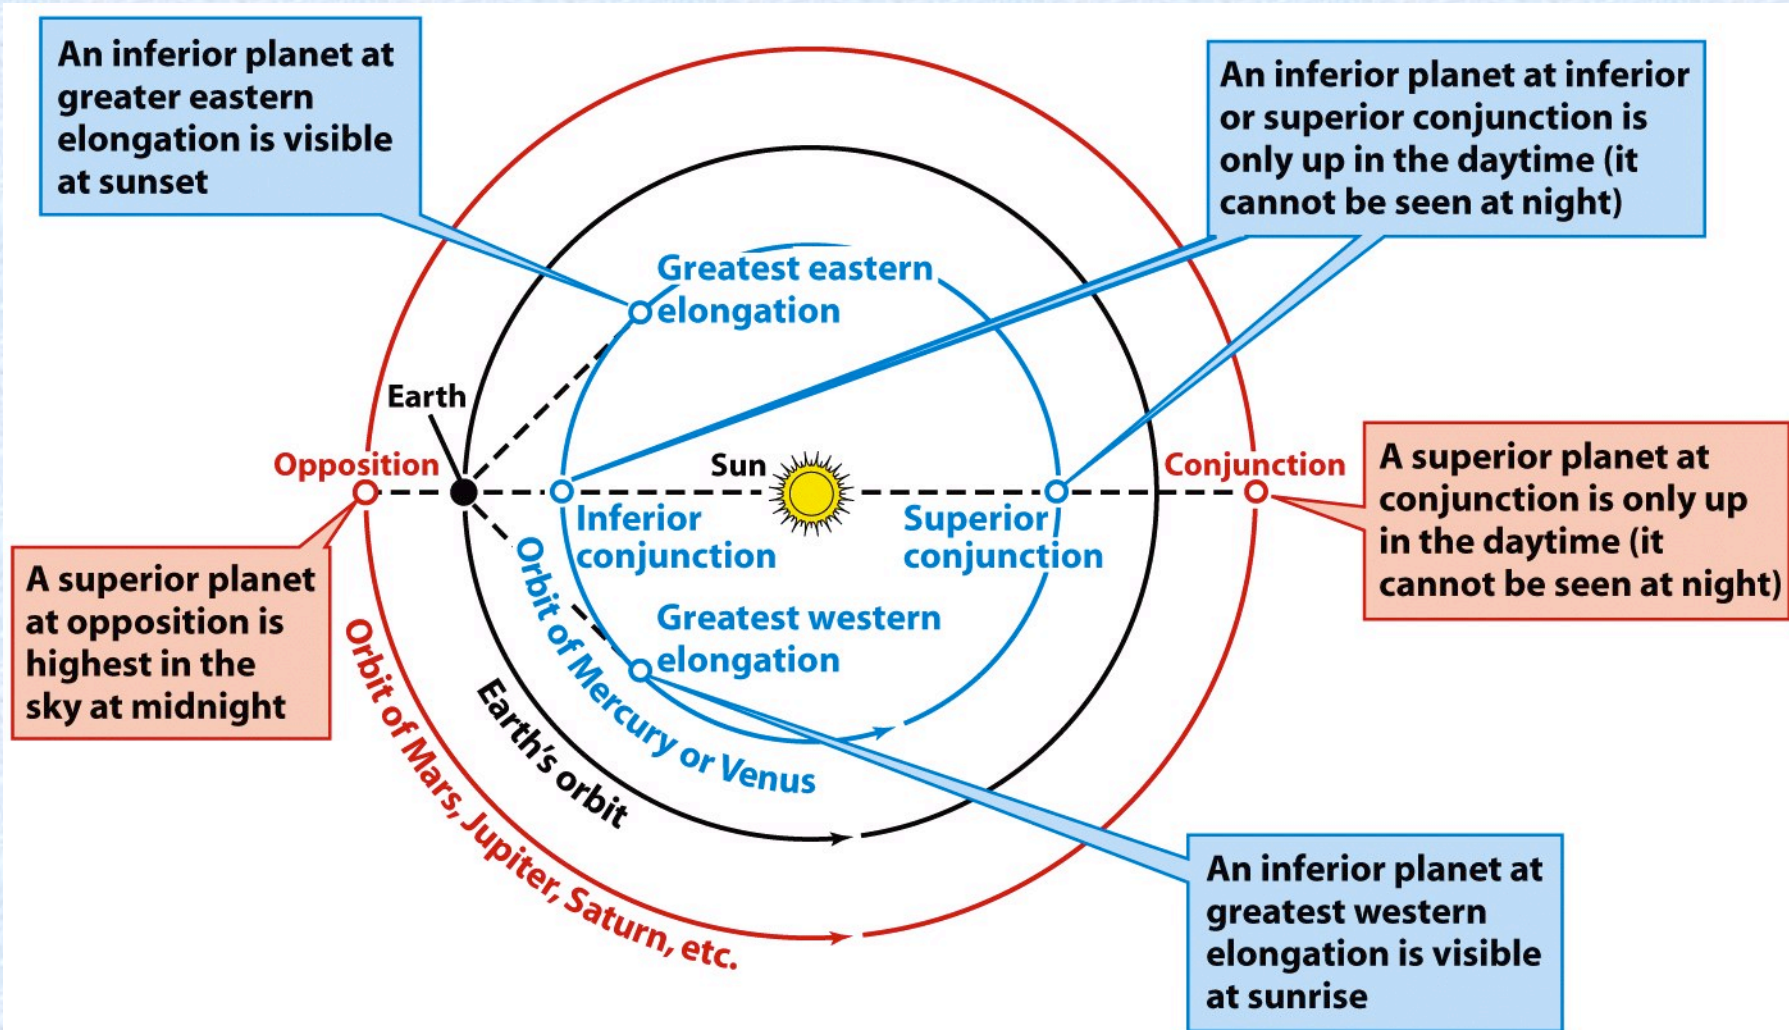 An inferior planet at
greater eastern
elongation is visible
at sunset
An inferior planet at inferior
or superior conjunction is
only up in the daytime (it
cannot be seen at night)
Greatest eastern
elongation
Earth
Opposition
Sun
Conjunction
Inferior
conjunction
Superior
conjunction
A superior planet at
conjunction is only up
in the daytime (it
cannot be seen at night)
A superior planet
at opposition is
highest in the
sky at midnight
Greatest western
elongation
Orbit of Mercury or Venus
Earth's orbit
Orbit of Mars, Jupiter, Saturn, etc.
An inferior planet at
greatest western
elongation is visible
at sunrise